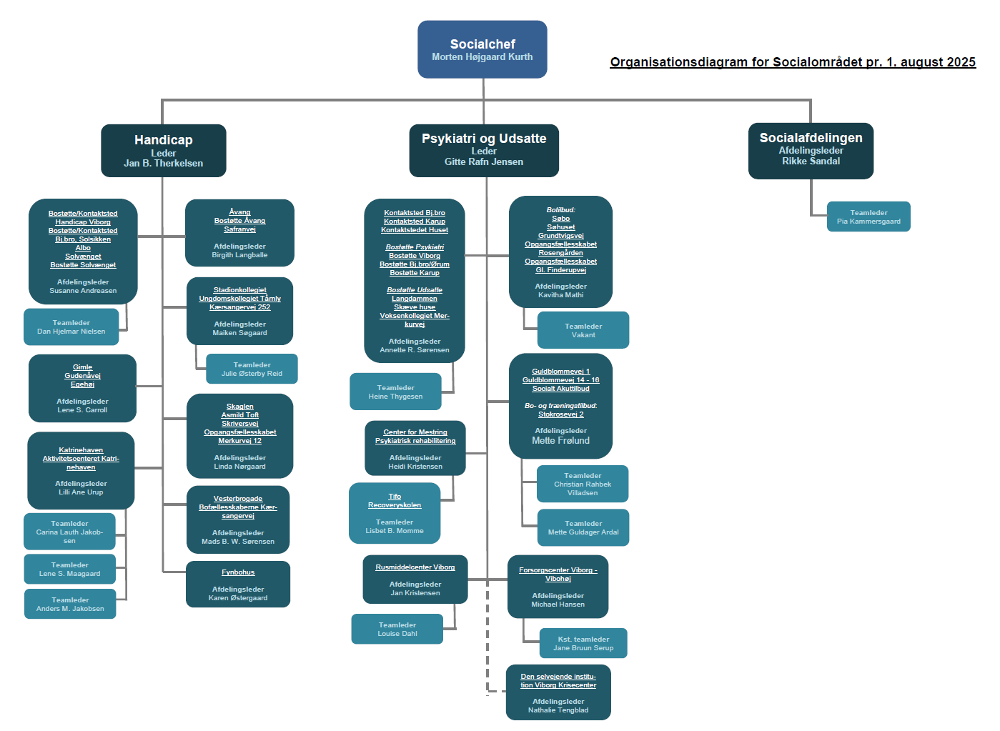 Socialchef
Morten Højgaard Kurth
Organisationsdiagram for Socialområdet pr. 1. august 2025
Handicap
Leder
Jan B. Therkelsen
Psykiatri og Udsatte
Leder
Gitte Rafn Jensen
Socialafdelingen
Afdelingsleder
Rikke Sandal
Teamleder
Pia Kammersgaard
Bostøtte/Kontaktsted
Handicap Viborg
Bostøtte/Kontaktsted
Bj.bro, Solsikken
Albo
Solvænget
Bostøtte Solvænget
Afdelingsleder
Susanne Andreasen
Teamleder
Dan Hjelmar Nielsen
Gimle
Gudenåvej
Egehøj
Afdelingsleder
Lene S. Carroll
Katrinehaven
Aktivitetscenteret Katri-
nehaven
Afdelingsleder
Lilli Ane Urup
Teamleder
Carina Lauth Jakob-
sen
Teamleder
Lene S. Maagaard
Teamleder
Anders M. Jakobsen
Åvang
Bostøtte Åvang
Safranvej
Afdelingsleder
Birgith Langballe
Stadionkollegiet
Ungdomskollegiet Tårnly
Kærsangervej 252
Afdelingsleder
Maiken Søgaard
Teamleder
Julie Østerby Reid
Skaglen
Asmild Toft
Skriversvej
Opgangsfællesskabet
Merkurvej 12
Afdelingsleder
Linda Nørgaard
Vesterbrogade
Bofællesskaberne Kær-
sangervej
Afdelingsleder
Mads B. W. Sørensen
Fynbohus
Afdelingsleder
Karen Østergaard
Kontaktsted Bj.bro
Kontaktsted Karup
Kontaktstedet Huset
Bostøtte Psykiatri
Bostøtte Viborg
Bostøtte Bj.bro/Ørum
Bostøtte Karup
Bostøtte Udsatte
Langdammen
Skæve huse
Voksenkollegiet Mer-
kurvej
Afdelingsleder
Annette R. Sørensen
Teamleder
Heine Thygesen
Center for Mestring
Psykiatrisk rehabilitering
Afdelingsleder
Heidi Kristensen
Tifo
Recoveryskolen
Teamleder
Lisbet B. Momme
Rusmiddelcenter Viborg
Afdelingsleder
Jan Kristensen
Teamleder
Louise Dahl
Botilbud:
Søbo
Søhuset
Grundtvigsvej
Opgangsfællesskabet
Rosengården
Opgangsfællesskabet
Gl. Finderupvej
Afdelingsleder
Kavitha Mathi
Teamleder
Vakant
Guldblommevej 1
Guldblommevej 14 - 16
Socialt Akuttilbud
Bo- og træningstilbud:
Stokrosevej 2
Afdelingsleder
Mette Frølund
Teamleder
Christian Rahbek
Villadsen
Teamleder
Mette Guldager Ardal
Forsorgscenter Viborg -
Vibohøj
Afdelingsleder
Michael Hansen
Kst. teamleder
Jane Bruun Serup
Den selvejende institu-
tion Viborg Krisecenter
Afdelingsleder
Nathalie Tengblad